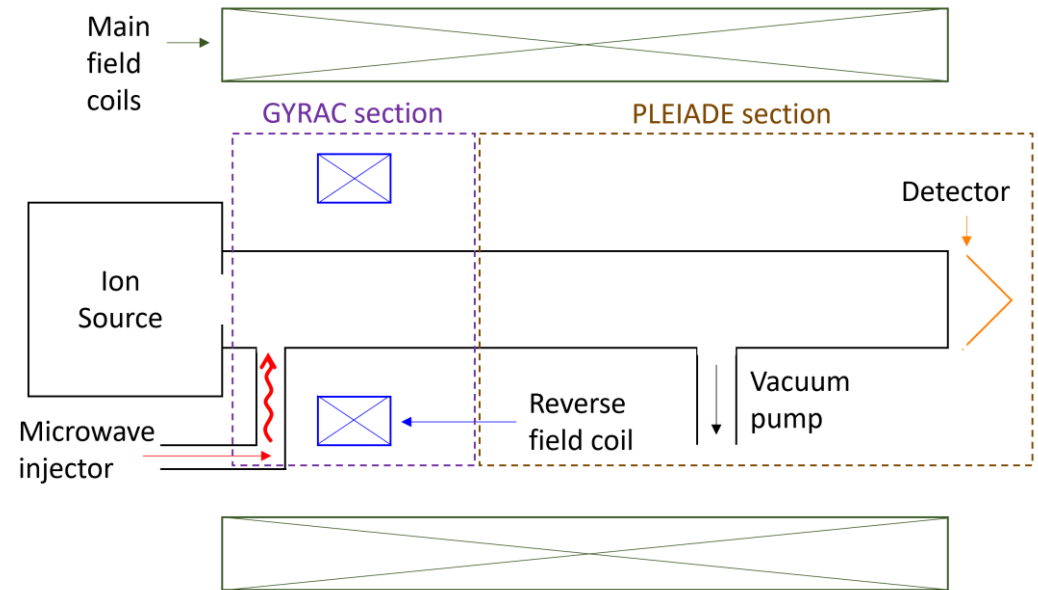 Main
field
coils
GYRAC section
PLEIADE section
Detector
Ion
Source
Microwave
injector
Reverse
field coil
Vacuum
pump